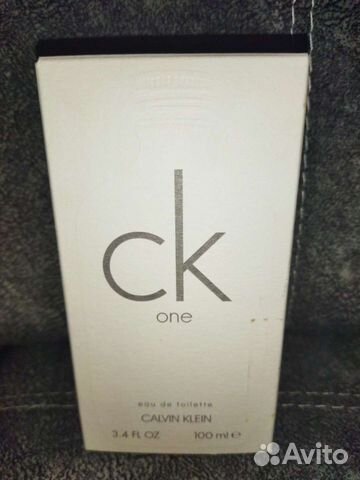 ck
one
eau de toilette
CALVIN KLEIN
3.4 FL OZ 100 ml ℮
Avito